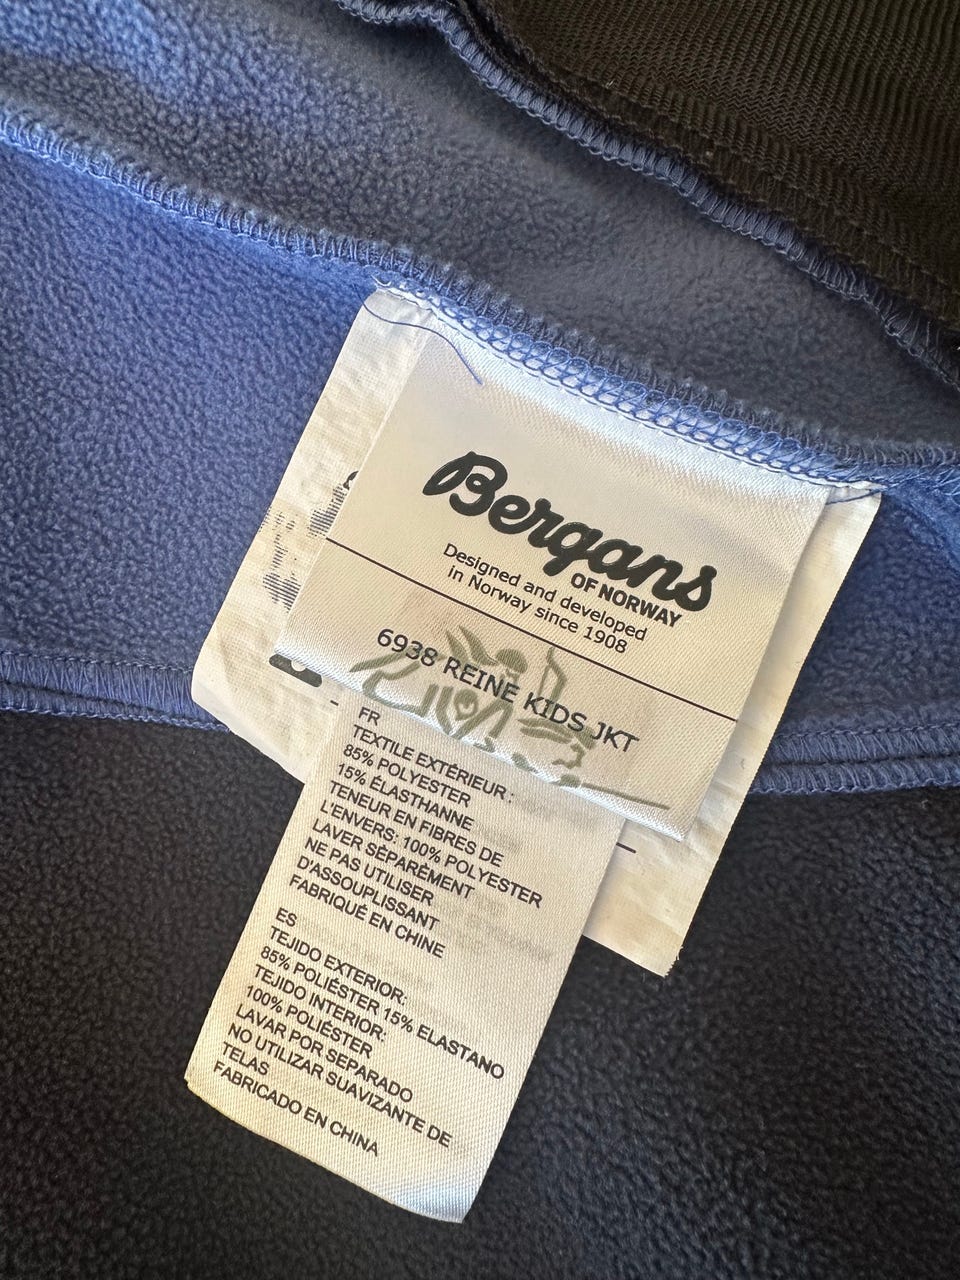 Bergans
OF NORWAY
Designed and developed
in Norway since 1908
6938 REINE KIDS JKT
FR
TEXTILE EXTÉRIEUR :
85% POLYESTER
15% ÉLASTHANNE
TENEUR EN FIBRES DE
L'ENVERS: 100% POLYESTER
LAVER SÉPARÉMENT
NE PAS UTILISER
D'ASSOUPLISSANT
FABRIQUÉ EN CHINE
ES
TEJIDO EXTERIOR:
85% POLIÉSTER 15% ELASTANO
TEJIDO INTERIOR:
100% POLIÉSTER
LAVAR POR SEPARADO
NO UTILIZAR SUAVIZANTE DE
TELAS
FABRICADO EN CHINA